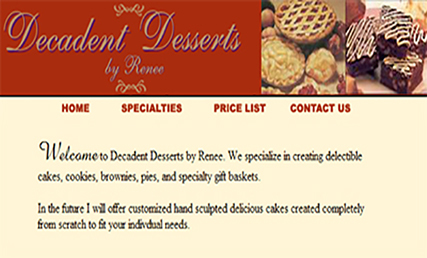 Decadent Desserts
by Renee
HOME SPECIALTIES PRICE LIST CONTACT US
Welcome to Decadent Desserts by Renee. We specialize in creating delectible
cakes, cookies, brownies, pies, and specialty gift baskets.
In the future I will offer customized hand sculpted delicious cakes created completely
from scratch to fit your indivdual needs.